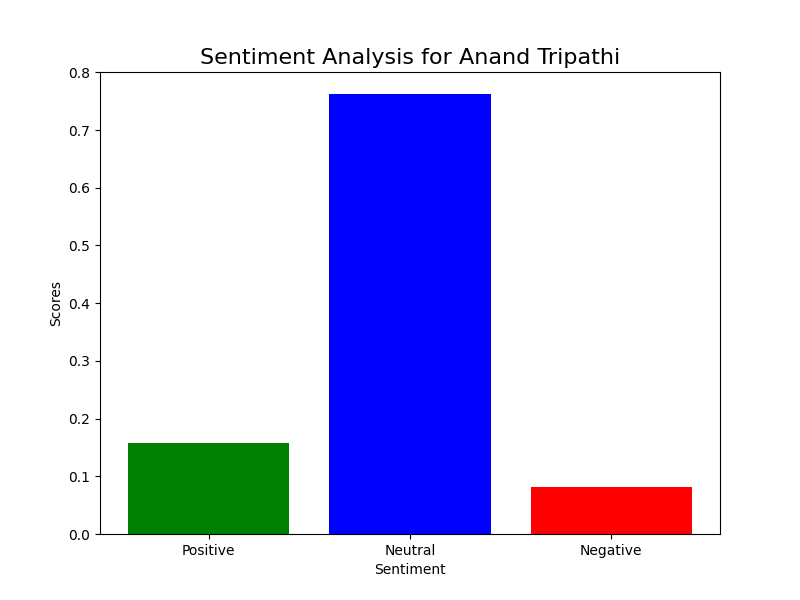 Sentiment Analysis for Anand Tripathi
0.8
0.7
0.6
0.5
0.4
0.3
0.2
0.1
0.0
Scores
Positive Neutral Negative
Sentiment